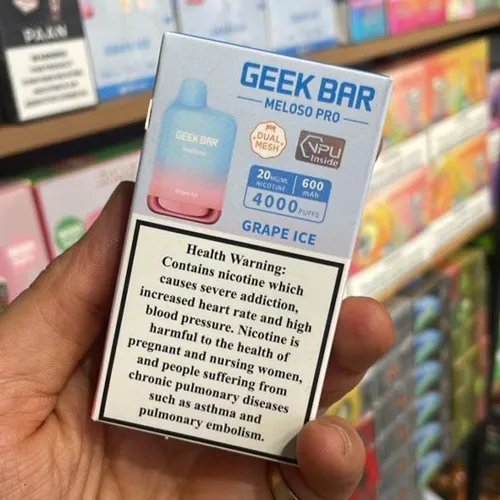 PAAN
GEEK BAR
MELOSO PRO
DUAL
MESH
VPU
inside
GEEK BAR
20MG/ML
NICOTINE
600
mAh
4000 PUFFS
GRAPE ICE
Health Warning:
Contains nicotine which
causes severe addiction,
increased heart rate and high
blood pressure. Nicotine is
harmful to the health of
pregnant and nursing women,
and people suffering from
chronic pulmonary diseases
such as asthma and
pulmonary embolism.